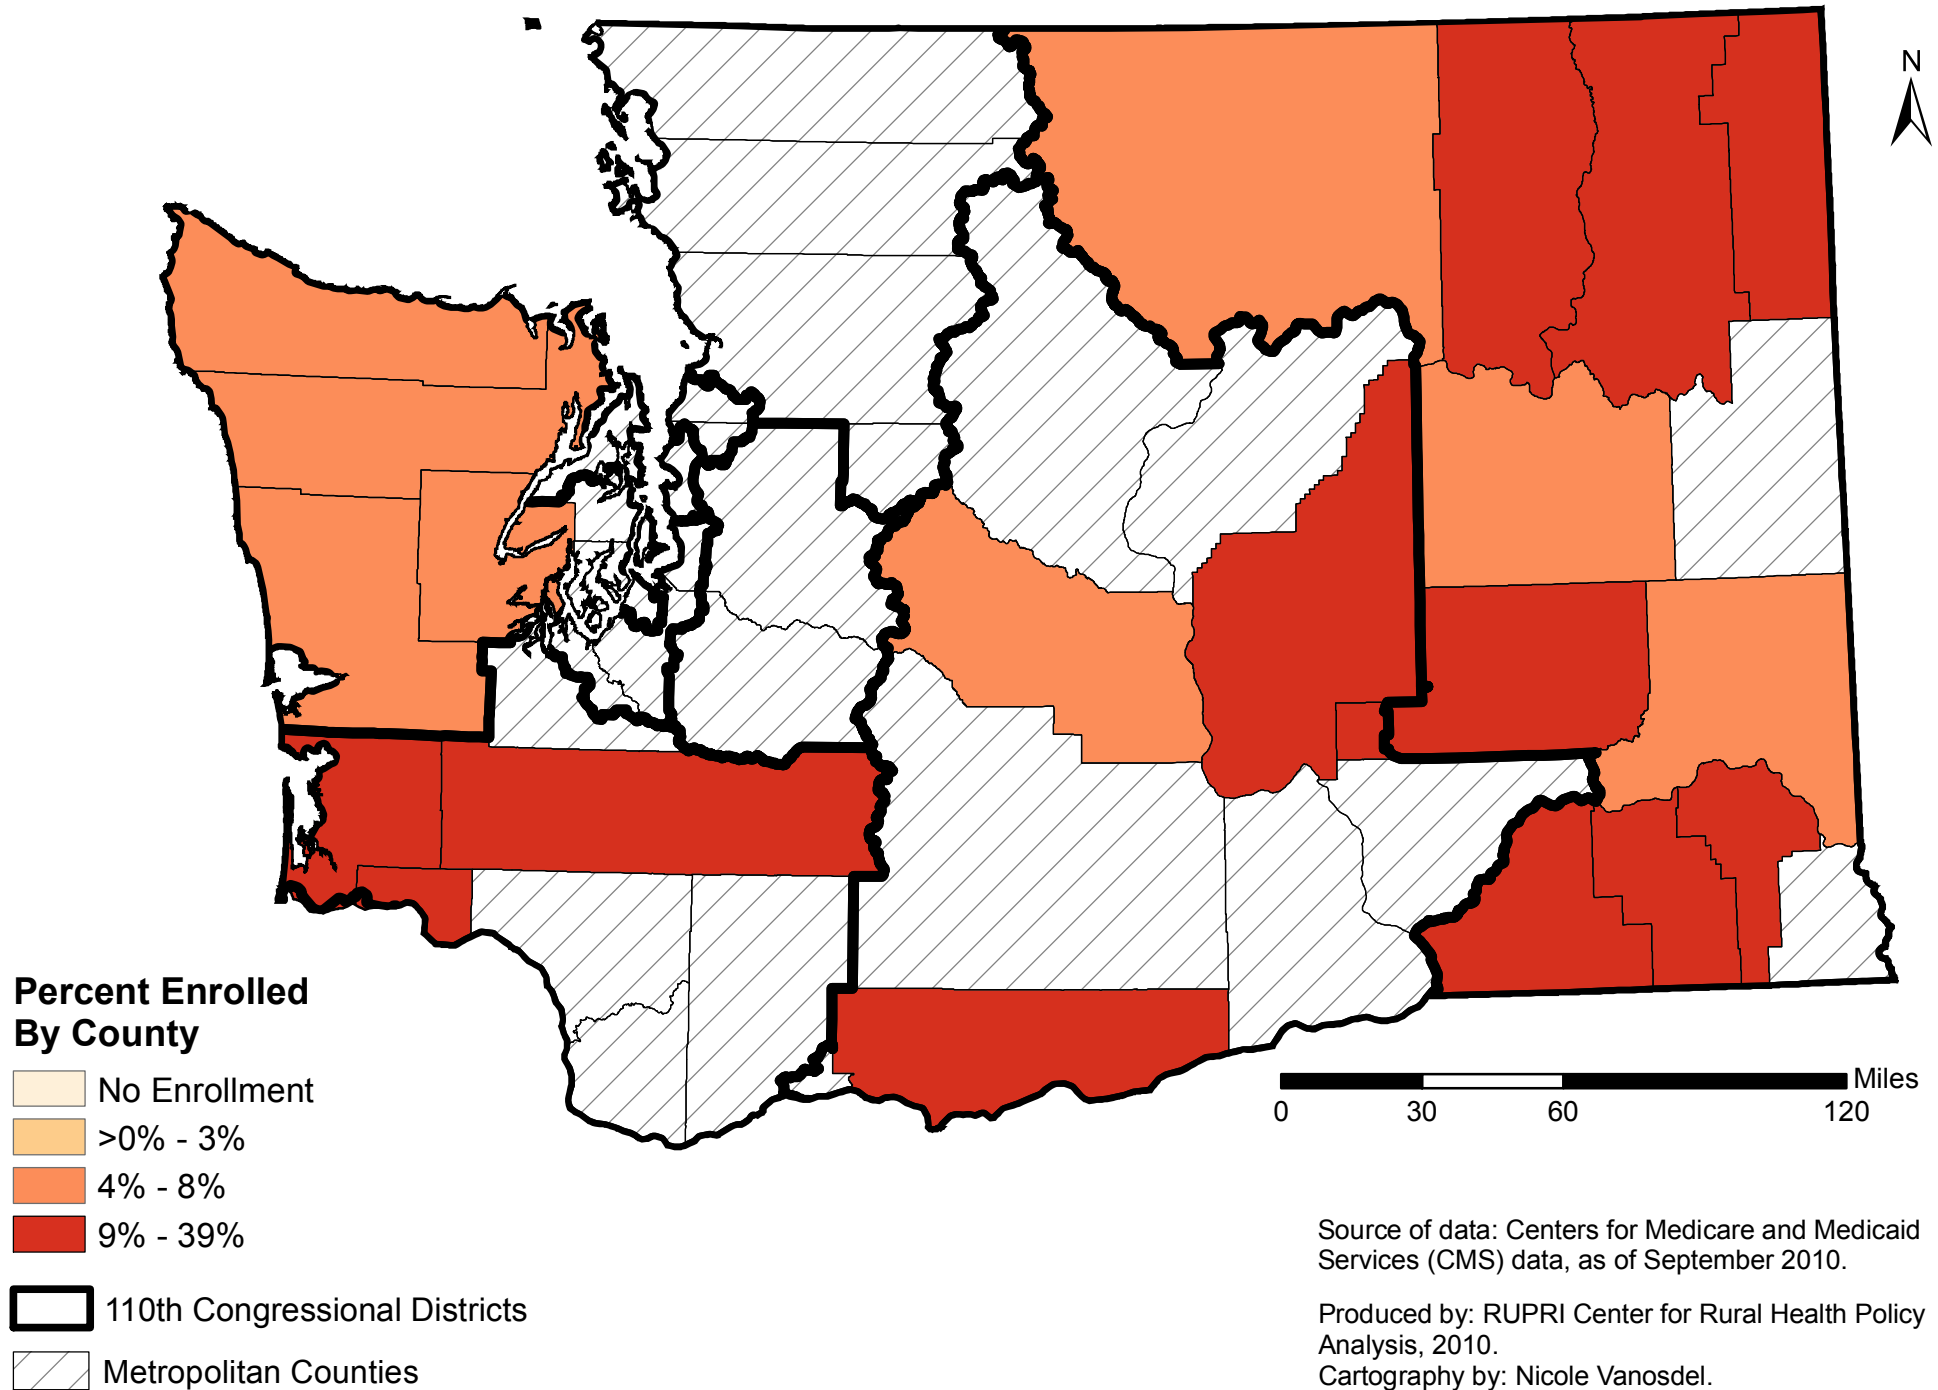 N
Percent Enrolled
By County
No Enrollment
>0% - 3%
4% - 8%
9% - 39%
110th Congressional Districts
Metropolitan Counties
Miles
0 30 60 120
Source of data: Centers for Medicare and Medicaid
Services (CMS) data, as of September 2010.
Produced by: RUPRI Center for Rural Health Policy
Analysis, 2010.
Cartography by: Nicole Vanosdel.